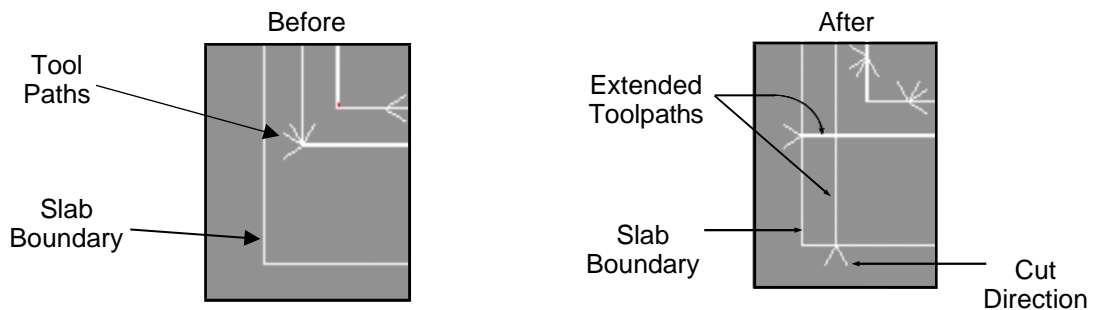 Before
Tool
Paths
Slab
Boundary
After
Extended
Toolpaths
Slab
Boundary
Cut
Direction